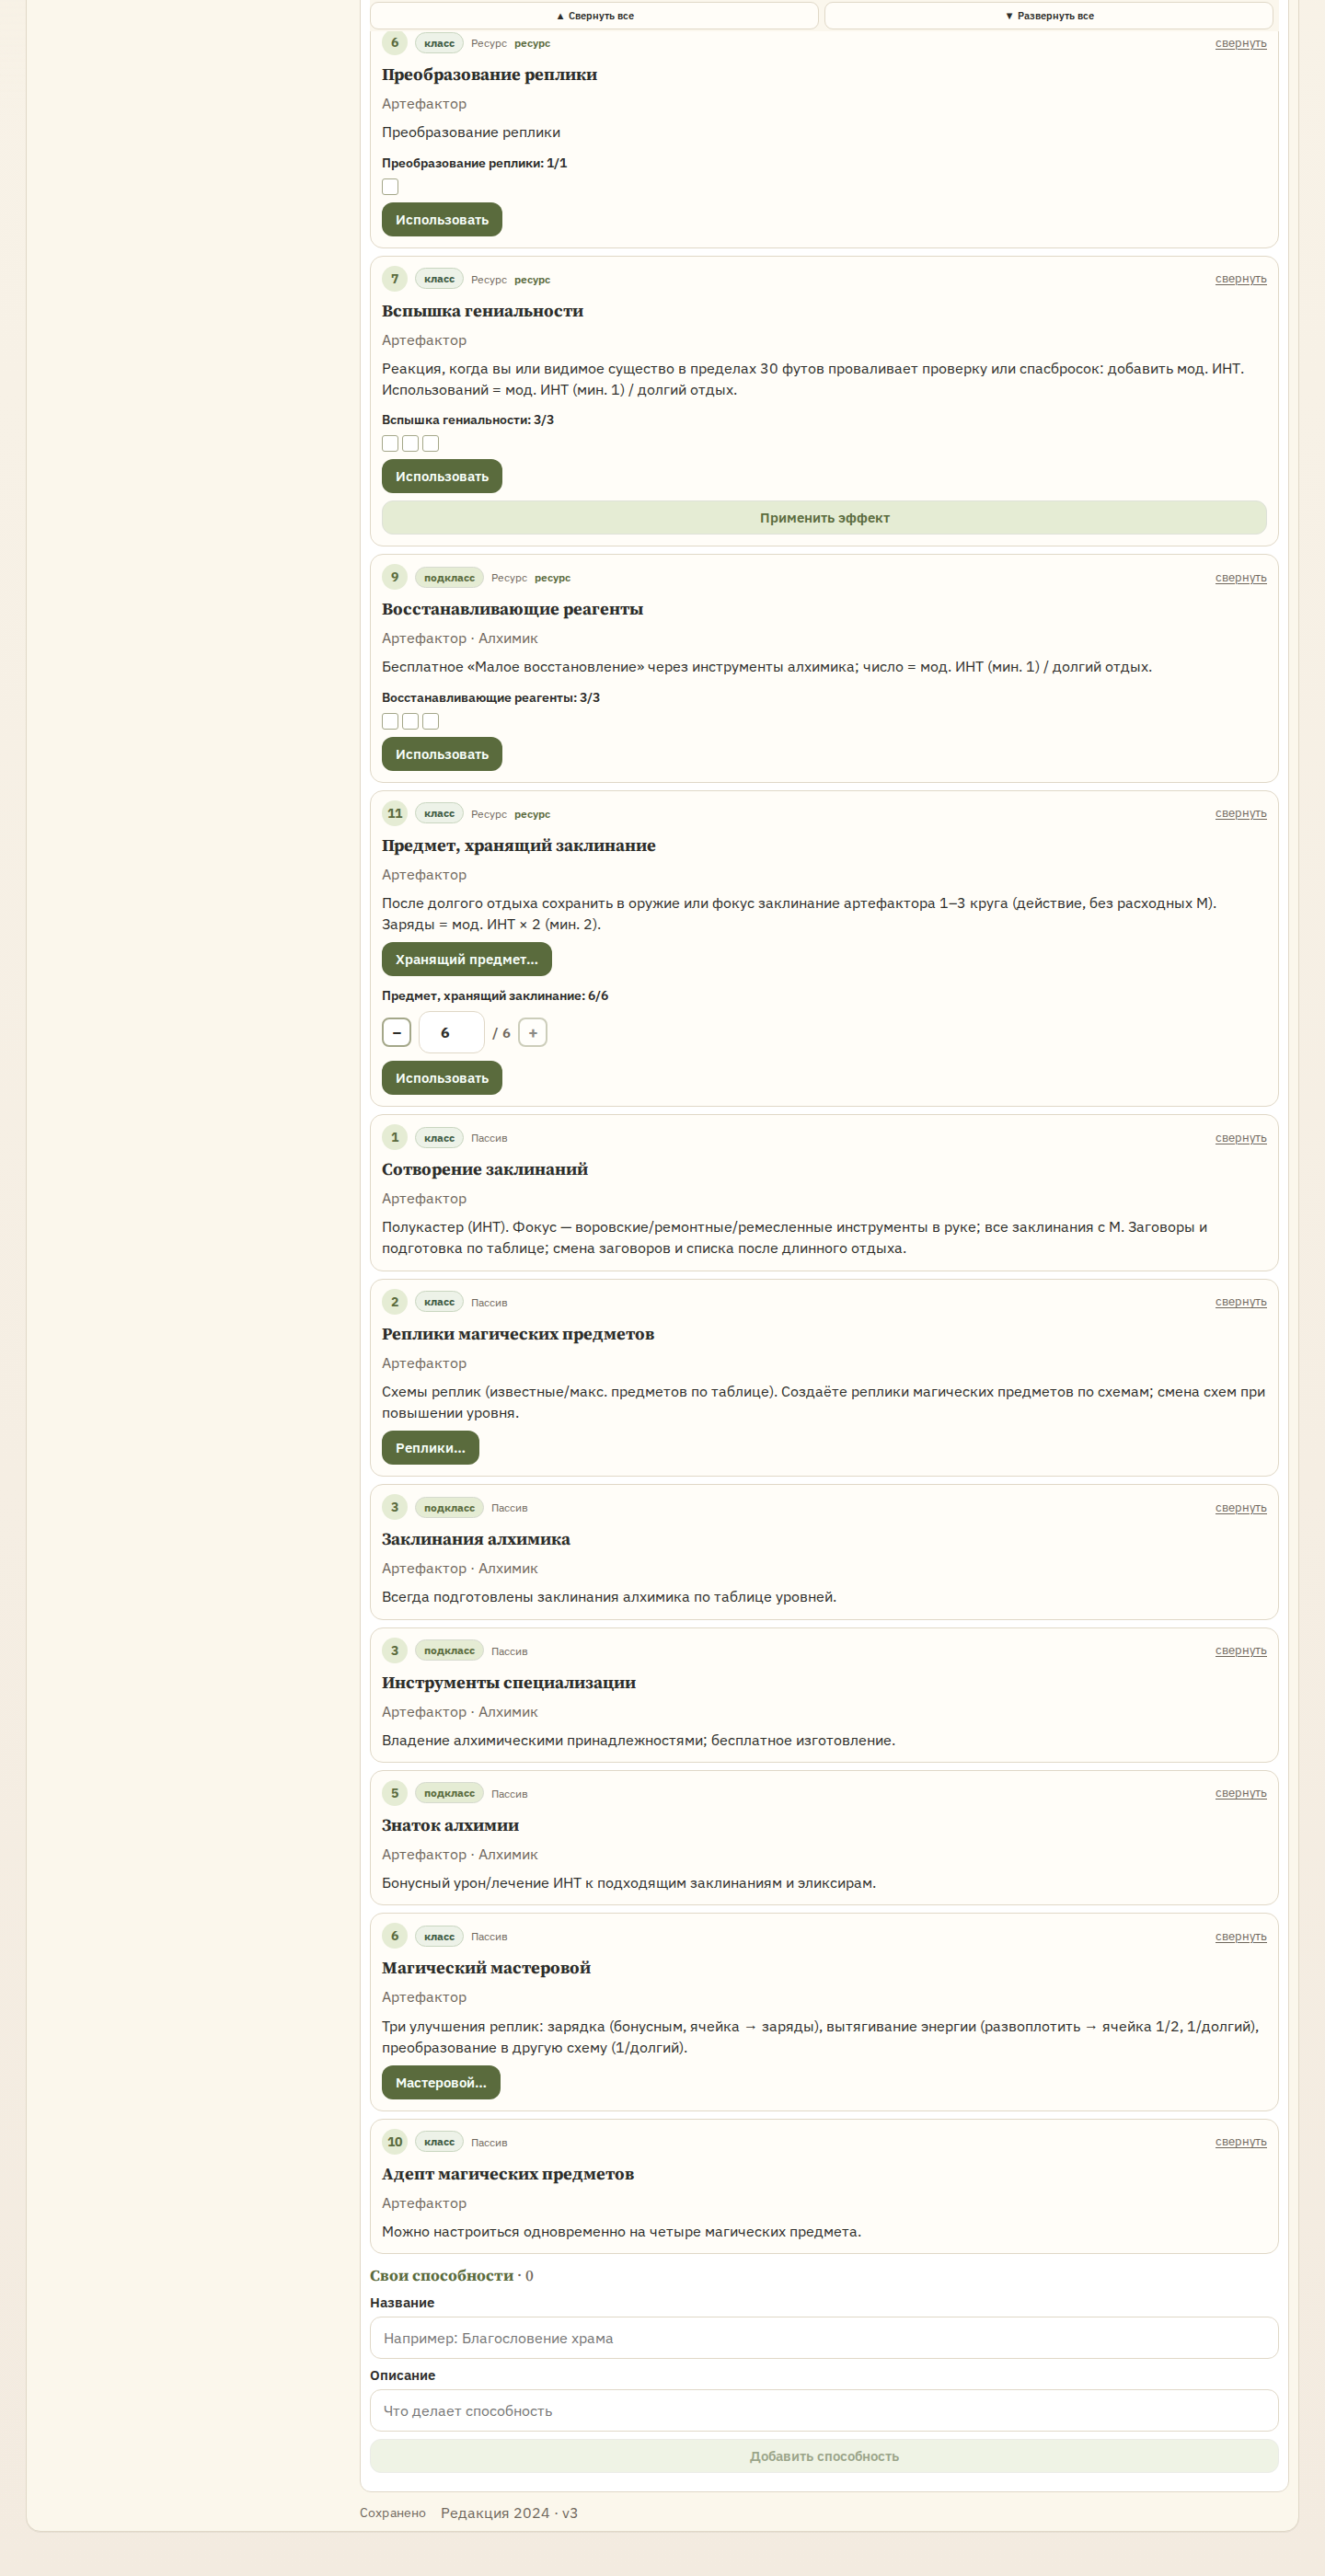 ▲ Свернуть все
▼ Развернуть все
6 класс Ресурс ресурс свернуть
Преобразование реплики
Артефактор
Преобразование реплики
Преобразование реплики: 1/1
Использовать
7 класс Ресурс ресурс свернуть
Вспышка гениальности
Артефактор
Реакция, когда вы или видимое существо в пределах 30 футов проваливает проверку или спасбросок: добавить мод. ИНТ.
Использований = мод. ИНТ (мин. 1) / долгий отдых.
Вспышка гениальности: 3/3
Использовать
Применить эффект
9 подкласс Ресурс ресурс свернуть
Восстанавливающие реагенты
Артефактор · Алхимик
Бесплатное «Малое восстановление» через инструменты алхимика; число = мод. ИНТ (мин. 1) / долгий отдых.
Восстанавливающие реагенты: 3/3
Использовать
11 класс Ресурс ресурс свернуть
Предмет, хранящий заклинание
Артефактор
После долгого отдыха сохранить в оружие или фокус заклинание артефактора 1–3 круга (действие, без расходных М).
Заряды = мод. ИНТ × 2 (мин. 2).
Хранящий предмет…
Предмет, хранящий заклинание: 6/6
− 6 / 6 +
Использовать
1 класс Пассив свернуть
Сотворение заклинаний
Артефактор
Полукастер (ИНТ). Фокус — воровские/ремонтные/ремесленные инструменты в руке; все заклинания с М. Заговоры и
подготовка по таблице; смена заговоров и списка после длинного отдыха.
2 класс Пассив свернуть
Реплики магических предметов
Артефактор
Схемы реплик (известные/макс. предметов по таблице). Создаёте реплики магических предметов по схемам; смена схем при
повышении уровня.
Реплики…
3 подкласс Пассив свернуть
Заклинания алхимика
Артефактор · Алхимик
Всегда подготовлены заклинания алхимика по таблице уровней.
3 подкласс Пассив свернуть
Инструменты специализации
Артефактор · Алхимик
Владение алхимическими принадлежностями; бесплатное изготовление.
5 подкласс Пассив свернуть
Знаток алхимии
Артефактор · Алхимик
Бонусный урон/лечение ИНТ к подходящим заклинаниям и эликсирам.
6 класс Пассив свернуть
Магический мастеровой
Артефактор
Три улучшения реплик: зарядка (бонусным, ячейка → заряды), вытягивание энергии (развоплотить → ячейка 1/2, 1/долгий),
преобразование в другую схему (1/долгий).
Мастеровой…
10 класс Пассив свернуть
Адепт магических предметов
Артефактор
Можно настроиться одновременно на четыре магических предмета.
Свои способности · 0
Название
Например: Благословение храма
Описание
Что делает способность
Добавить способность
Сохранено Редакция 2024 · v3